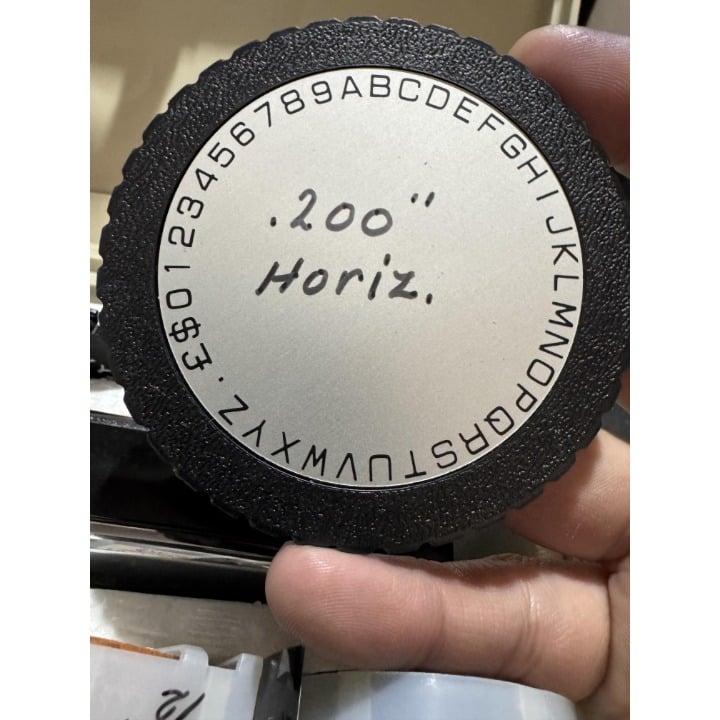 .200"
Horiz.
£$0123456789ABCDEFGHIJKLMNOPQRSTUVWXYZ.